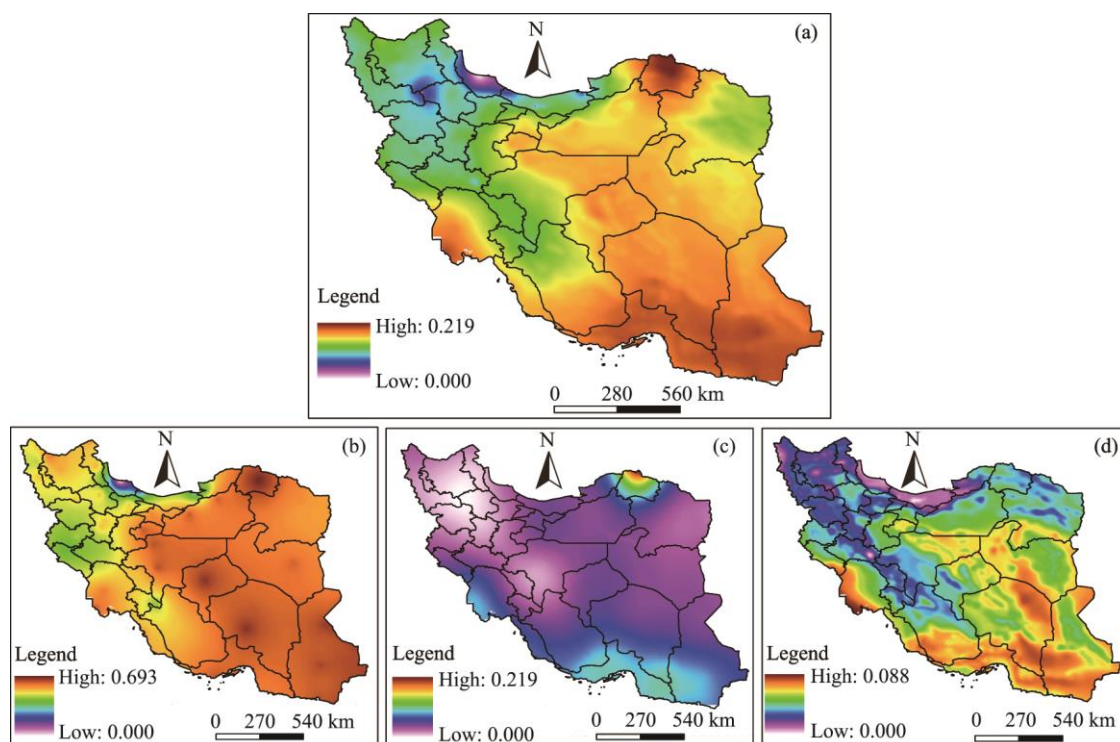 (a)
N
Legend
High: 0.219
Low: 0.000
0 280 560 km
(b)
N
Legend
High: 0.693
Low: 0.000
0 270 540 km
(c)
N
Legend
High: 0.219
Low: 0.000
0 270 540 km
(d)
N
Legend
High: 0.088
Low: 0.000
0 270 540 km